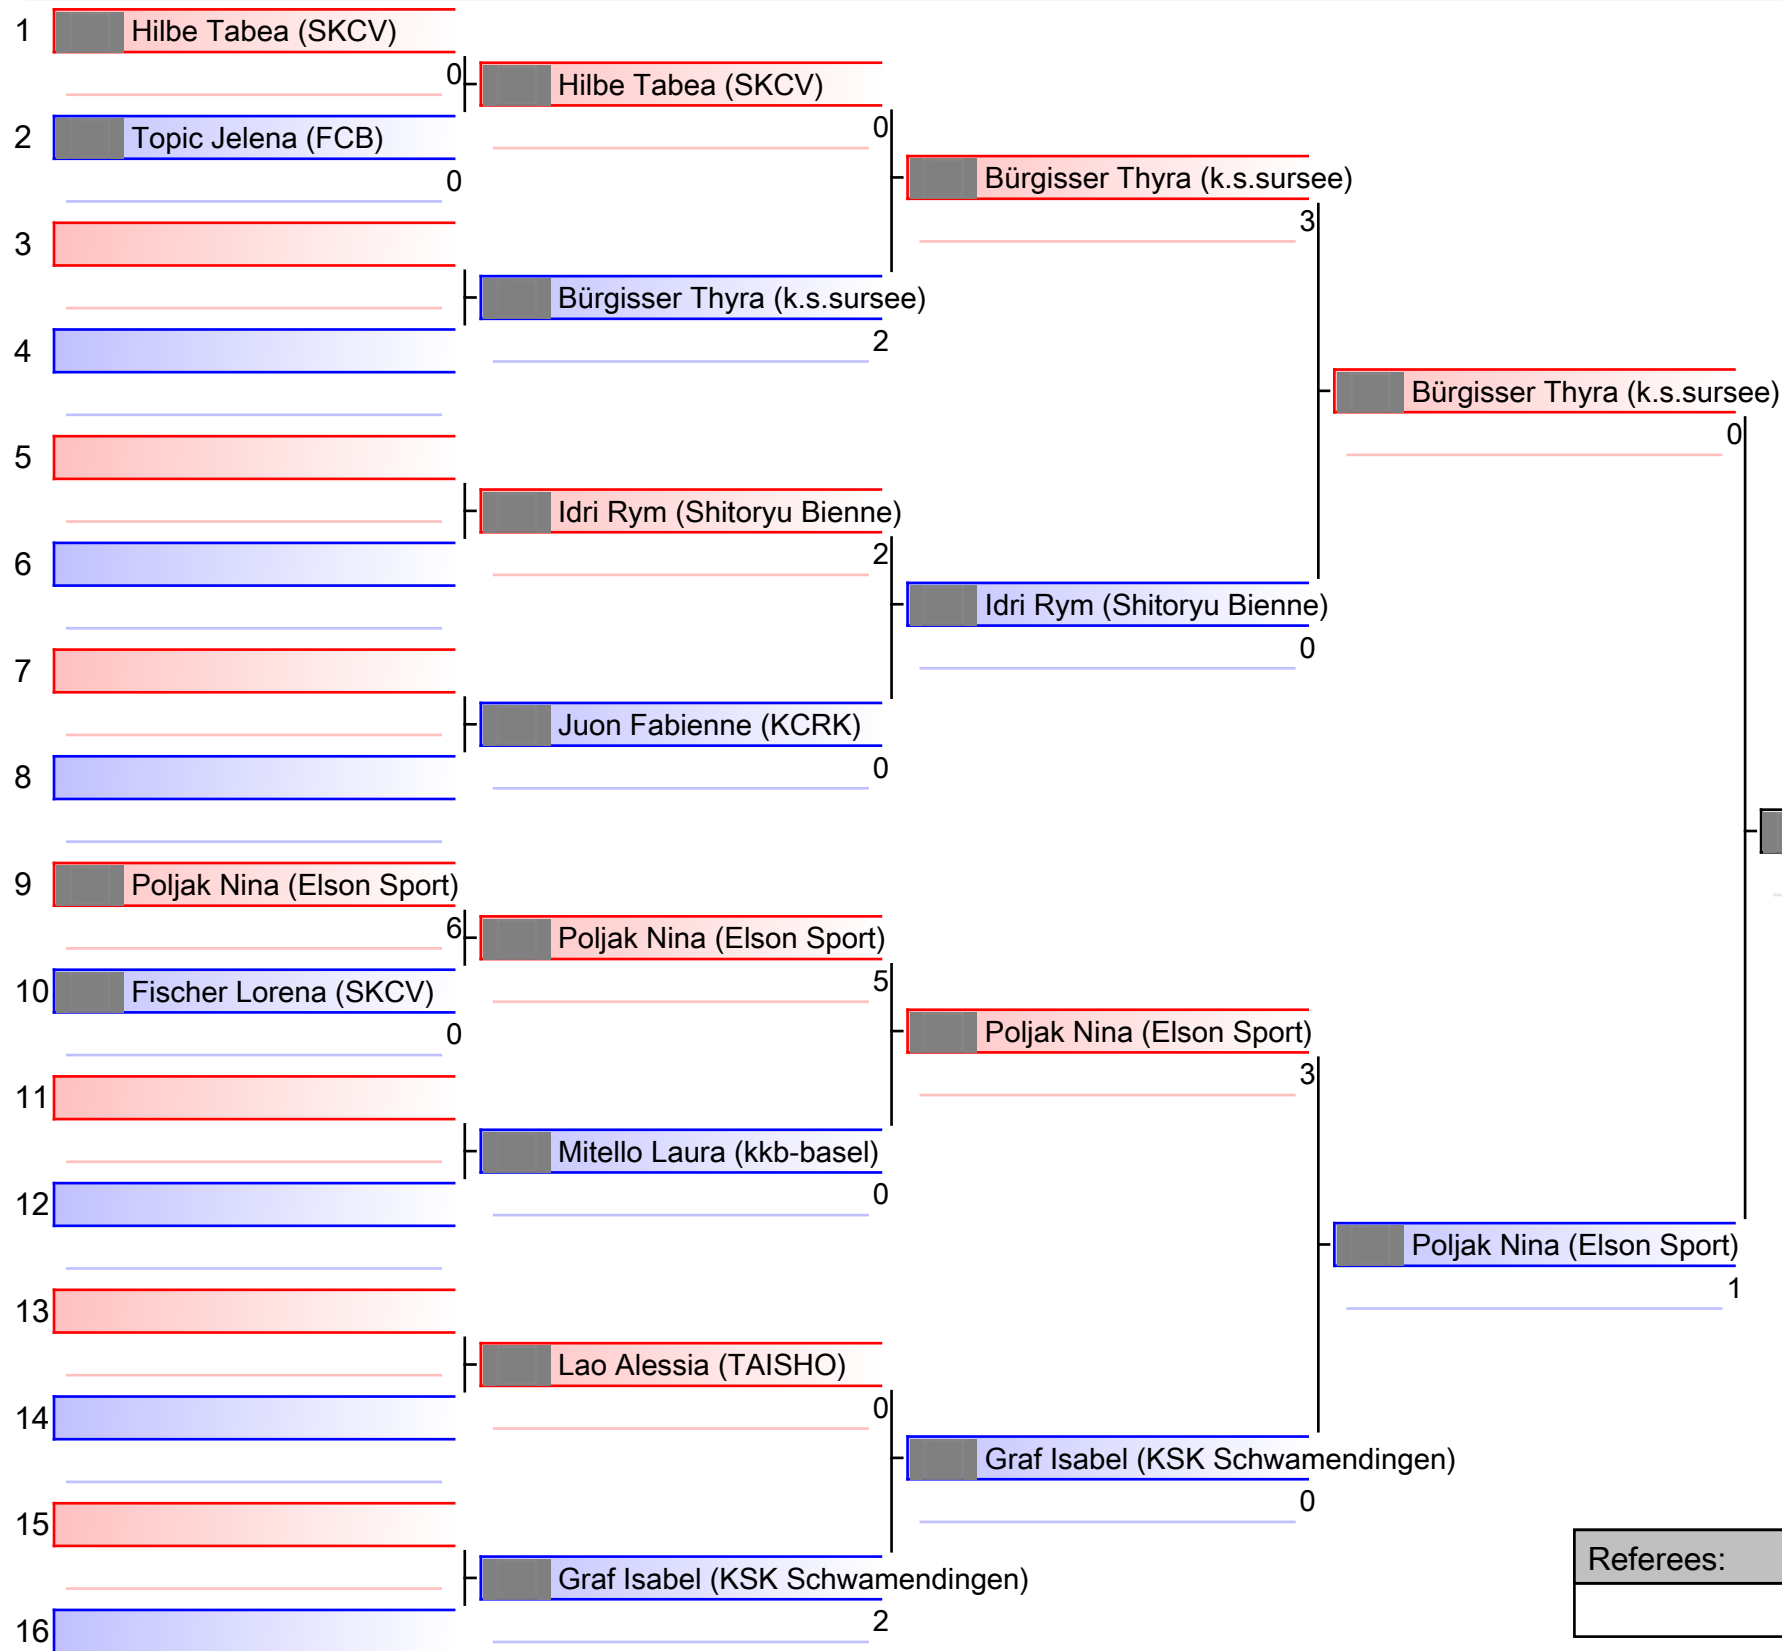 1 Hilbe Tabea (SKCV)
0 Hilbe Tabea (SKCV)
2 Topic Jelena (FCB)
0
0 Bürgisser Thyra (k.s.sursee)
3
3
Bürgisser Thyra (k.s.sursee)
4
2
Bürgisser Thyra (k.s.sursee)
0
5
Idri Rym (Shitoryu Bienne)
2
6
Idri Rym (Shitoryu Bienne)
0
7
Juon Fabienne (KCRK)
0
8
9 Poljak Nina (Elson Sport)
6 Poljak Nina (Elson Sport)
10 Fischer Lorena (SKCV)
0
5 Poljak Nina (Elson Sport)
3
11
Mitello Laura (kkb-basel)
0
12
Poljak Nina (Elson Sport)
1
13
Lao Alessia (TAISHO)
0
14
Graf Isabel (KSK Schwamendingen)
0
15
Graf Isabel (KSK Schwamendingen)
2
16
Referees: